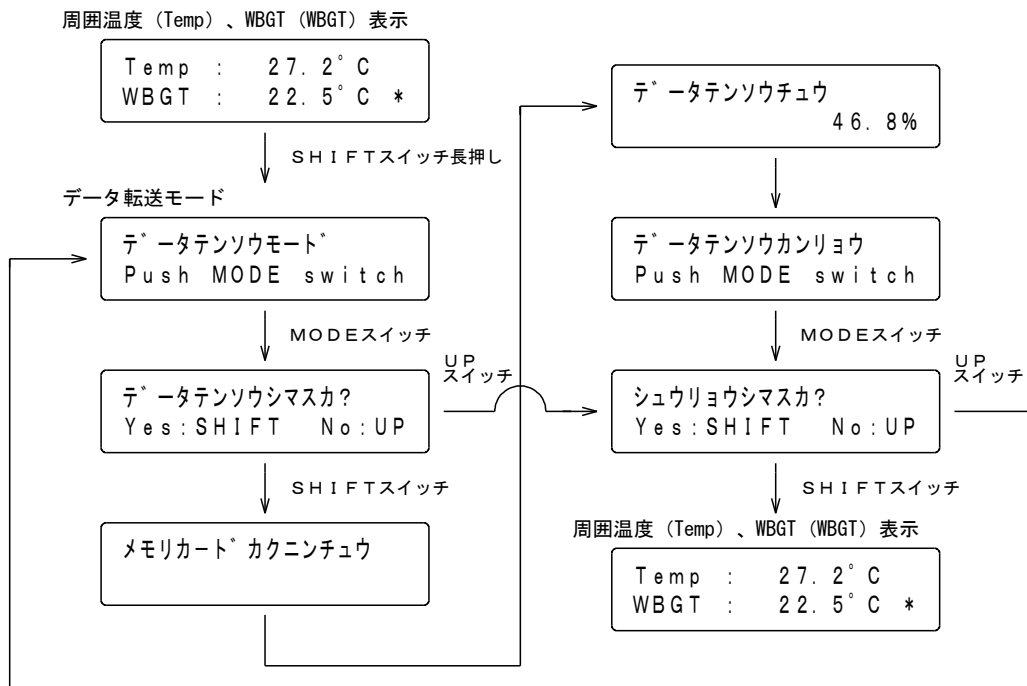 周囲温度（Temp）、WBGT（WBGT）表示
Temp : 27.2°C
WBGT : 22.5°C *
SHIFTスイッチ長押し
データ転送モード
デ゛ータテンソウモード゛
Push MODE switch
MODEスイッチ
デ゛ータテンソウシマスカ?
Yes:SHIFT No:UP
UP
スイッチ
SHIFTスイッチ
メモリカード゛カクニンチュウ
デ゛ータテンソウチュウ
46.8%
デ゛ータテンソウカンリョウ
Push MODE switch
MODEスイッチ
シュウリョウシマスカ?
Yes:SHIFT No:UP
UP
スイッチ
SHIFTスイッチ
周囲温度（Temp）、WBGT（WBGT）表示
Temp : 27.2°C
WBGT : 22.5°C *